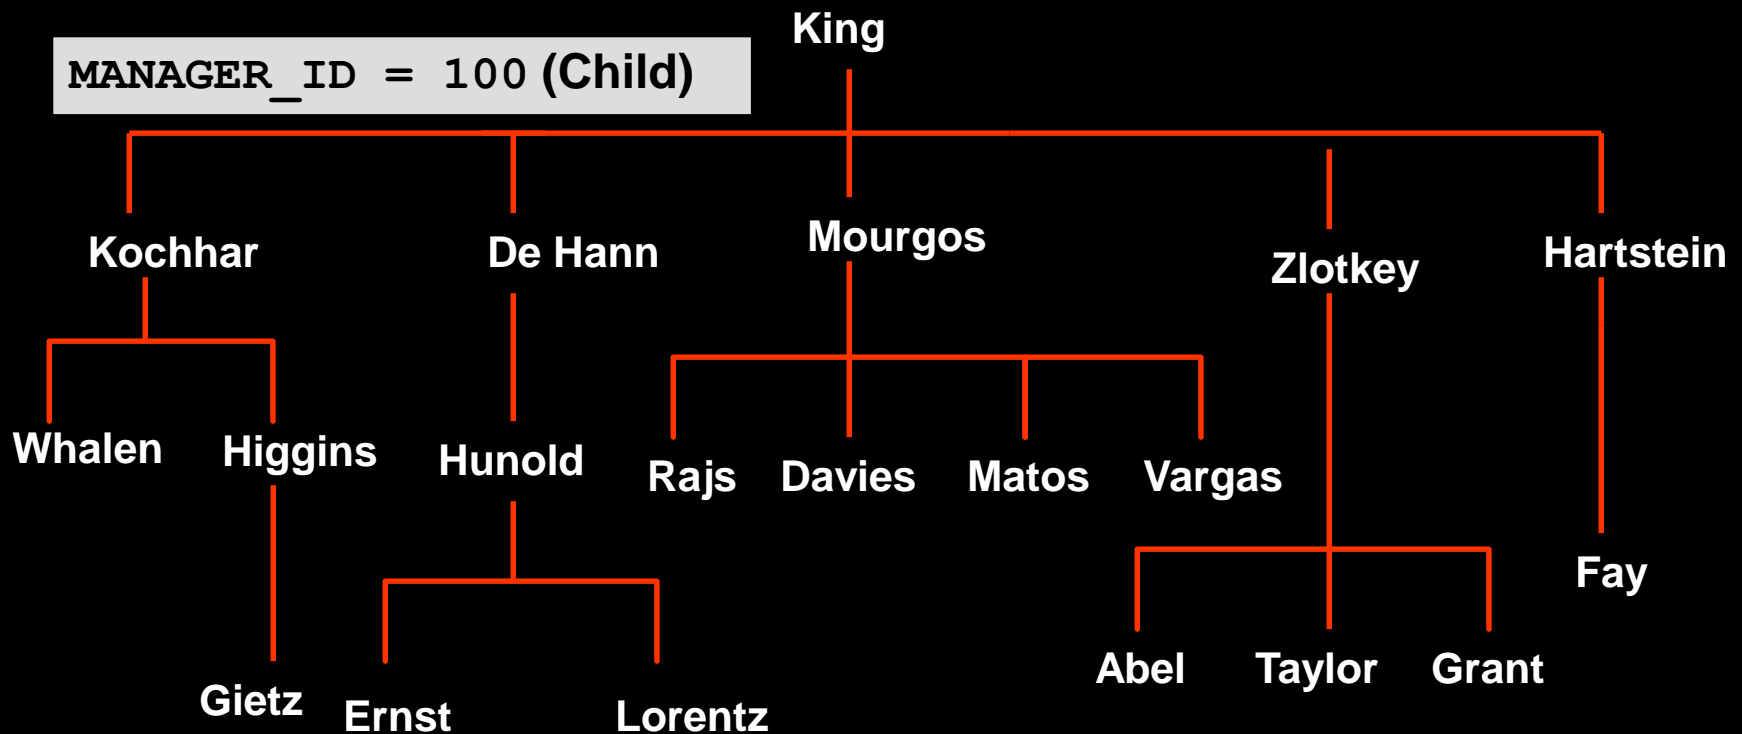 King
MANAGER_ID = 100 (Child)
Kochhar
De Hann
Mourgos
Zlotkey
Hartstein
Whalen
Higgins
Hunold
Rajs
Davies
Matos
Vargas
Fay
Abel
Taylor
Grant
Gietz
Ernst
Lorentz